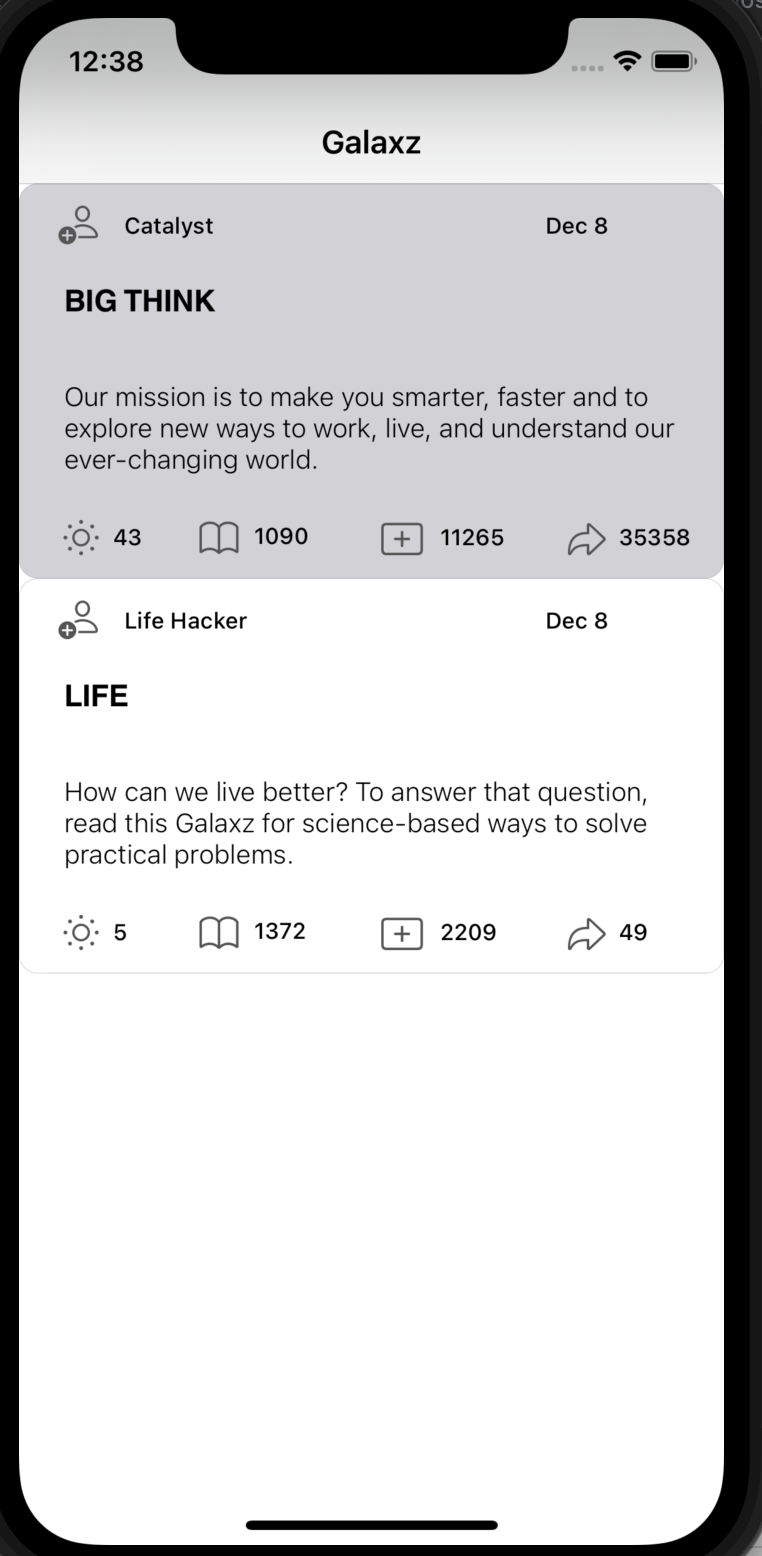 12:38
Galaxz
Catalyst Dec 8
BIG THINK
Our mission is to make you smarter, faster and to
explore new ways to work, live, and understand our
ever-changing world.
43 1090 11265 35358
Life Hacker Dec 8
LIFE
How can we live better? To answer that question,
read this Galaxz for science-based ways to solve
practical problems.
5 1372 2209 49